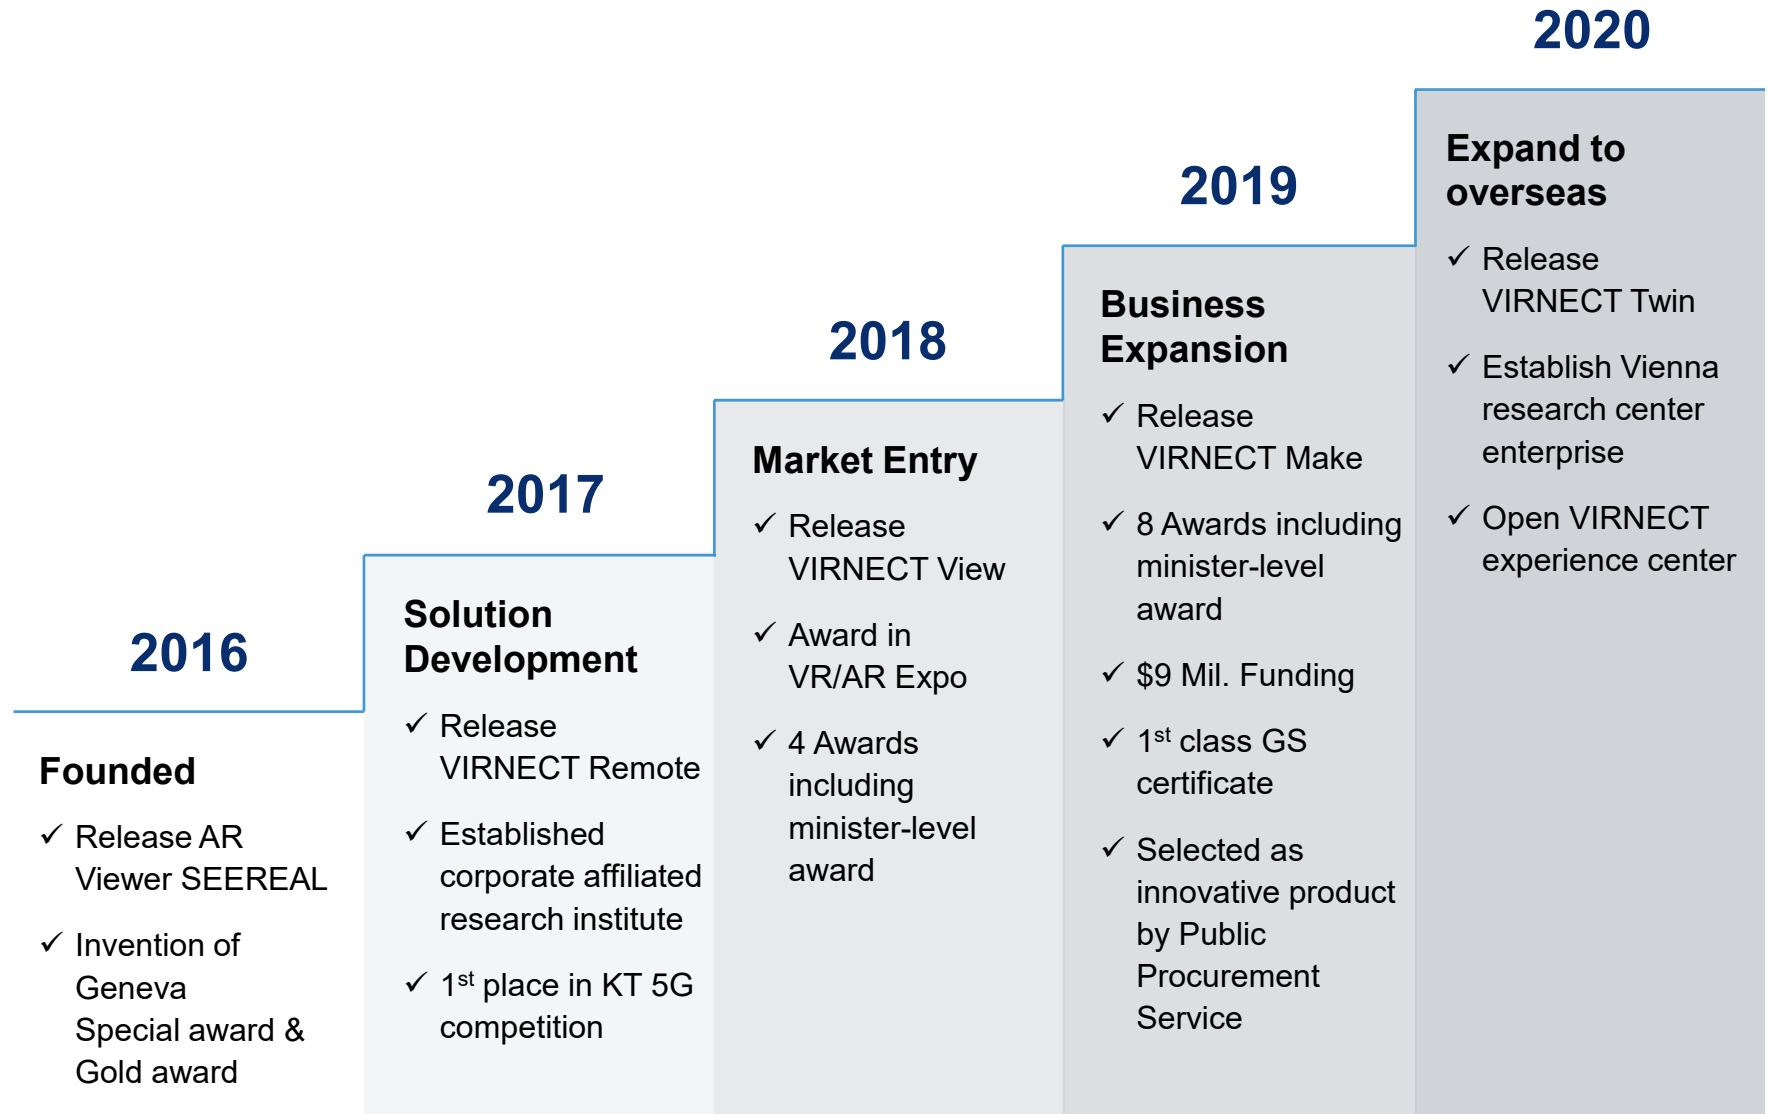 2016
Founded
✓ Release AR
Viewer SEEREAL
✓ Invention of
Geneva
Special award &
Gold award
2017
Solution
Development
✓ Release
VIRNECT Remote
✓ Established
corporate affiliated
research institute
✓ 1st place in KT 5G
competition
2018
Market Entry
✓ Release
VIRNECT View
✓ Award in
VR/AR Expo
✓ 4 Awards
including
minister-level
award
2019
Business
Expansion
✓ Release
VIRNECT Make
✓ 8 Awards including
minister-level
award
✓ $9 Mil. Funding
✓ 1st class GS
certificate
✓ Selected as
innovative product
by Public
Procurement
Service
2020
Expand to
overseas
✓ Release
VIRNECT Twin
✓ Establish Vienna
research center
enterprise
✓ Open VIRNECT
experience center